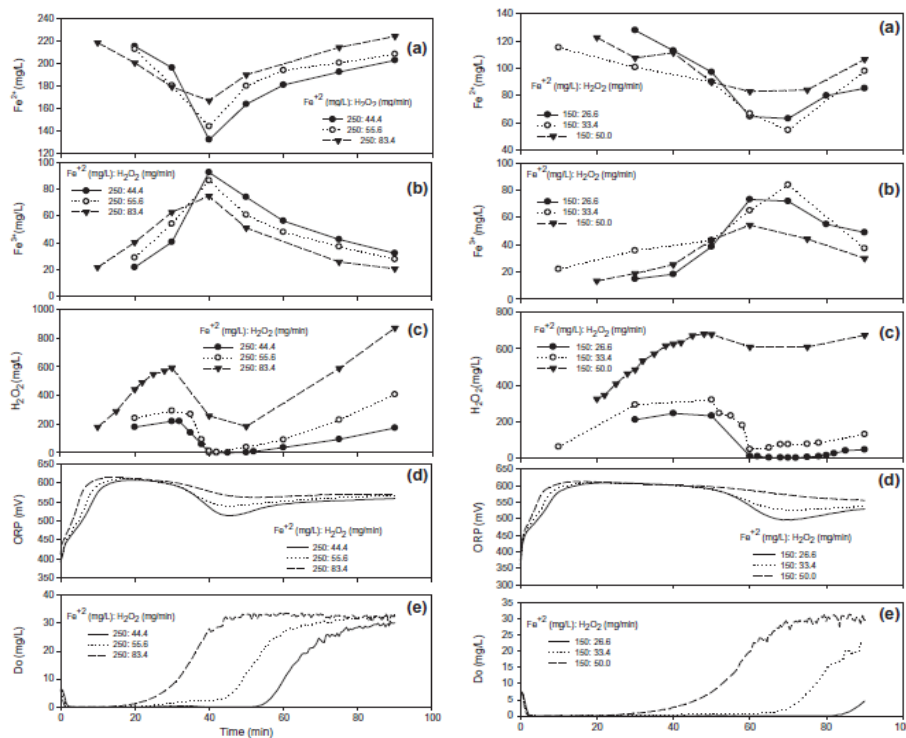 (a)
Fe2+ (mg/L)
220
200
180
160
140
120
Fe+2 (mg/L): H2O2 (mg/min)
250: 44.4
250: 55.6
250: 83.4
(b)
Fe3+ (mg/L)
100
80
60
40
20
0
Fe+2 (mg/L): H2O2 (mg/min)
250: 44.4
250: 55.6
250: 83.4
(c)
H2O2 (mg/L)
1000
800
600
400
200
0
Fe+2 (mg/L): H2O2 (mg/min)
250: 44.4
250: 55.6
250: 83.4
(d)
ORP (mV)
650
600
550
500
450
400
350
Fe+2 (mg/L): H2O2 (mg/min)
250: 44.4
250: 55.6
250: 83.4
(e)
Do (mg/L)
40
30
20
10
0
Fe+2 (mg/L): H2O2 (mg/min)
250: 44.4
250: 55.6
250: 83.4
0 20 40 60 80 100
Time (min)
(a)
Fe2+ (mg/L)
140
120
100
80
60
40
Fe+2 (mg/L): H2O2 (mg/min)
150: 26.6
150: 33.4
150: 50.0
(b)
Fe3+ (mg/L)
100
80
60
40
20
0
Fe+2 (mg/L): H2O2 (mg/min)
150: 26.6
150: 33.4
150: 50.0
(c)
H2O2 (mg/L)
800
600
400
200
0
Fe+2 (mg/L): H2O2 (mg/min)
150: 26.6
150: 33.4
150: 50.0
(d)
ORP (mV)
650
600
550
500
450
400
350
300
Fe+2 (mg/L): H2O2 (mg/min)
150: 26.6
150: 33.4
150: 50.0
(e)
Do (mg/L)
35
30
25
20
15
10
5
0
Fe+2 (mg/L): H2O2 (mg/min)
150: 26.6
150: 33.4
150: 50.0
0 20 40 60 80 100